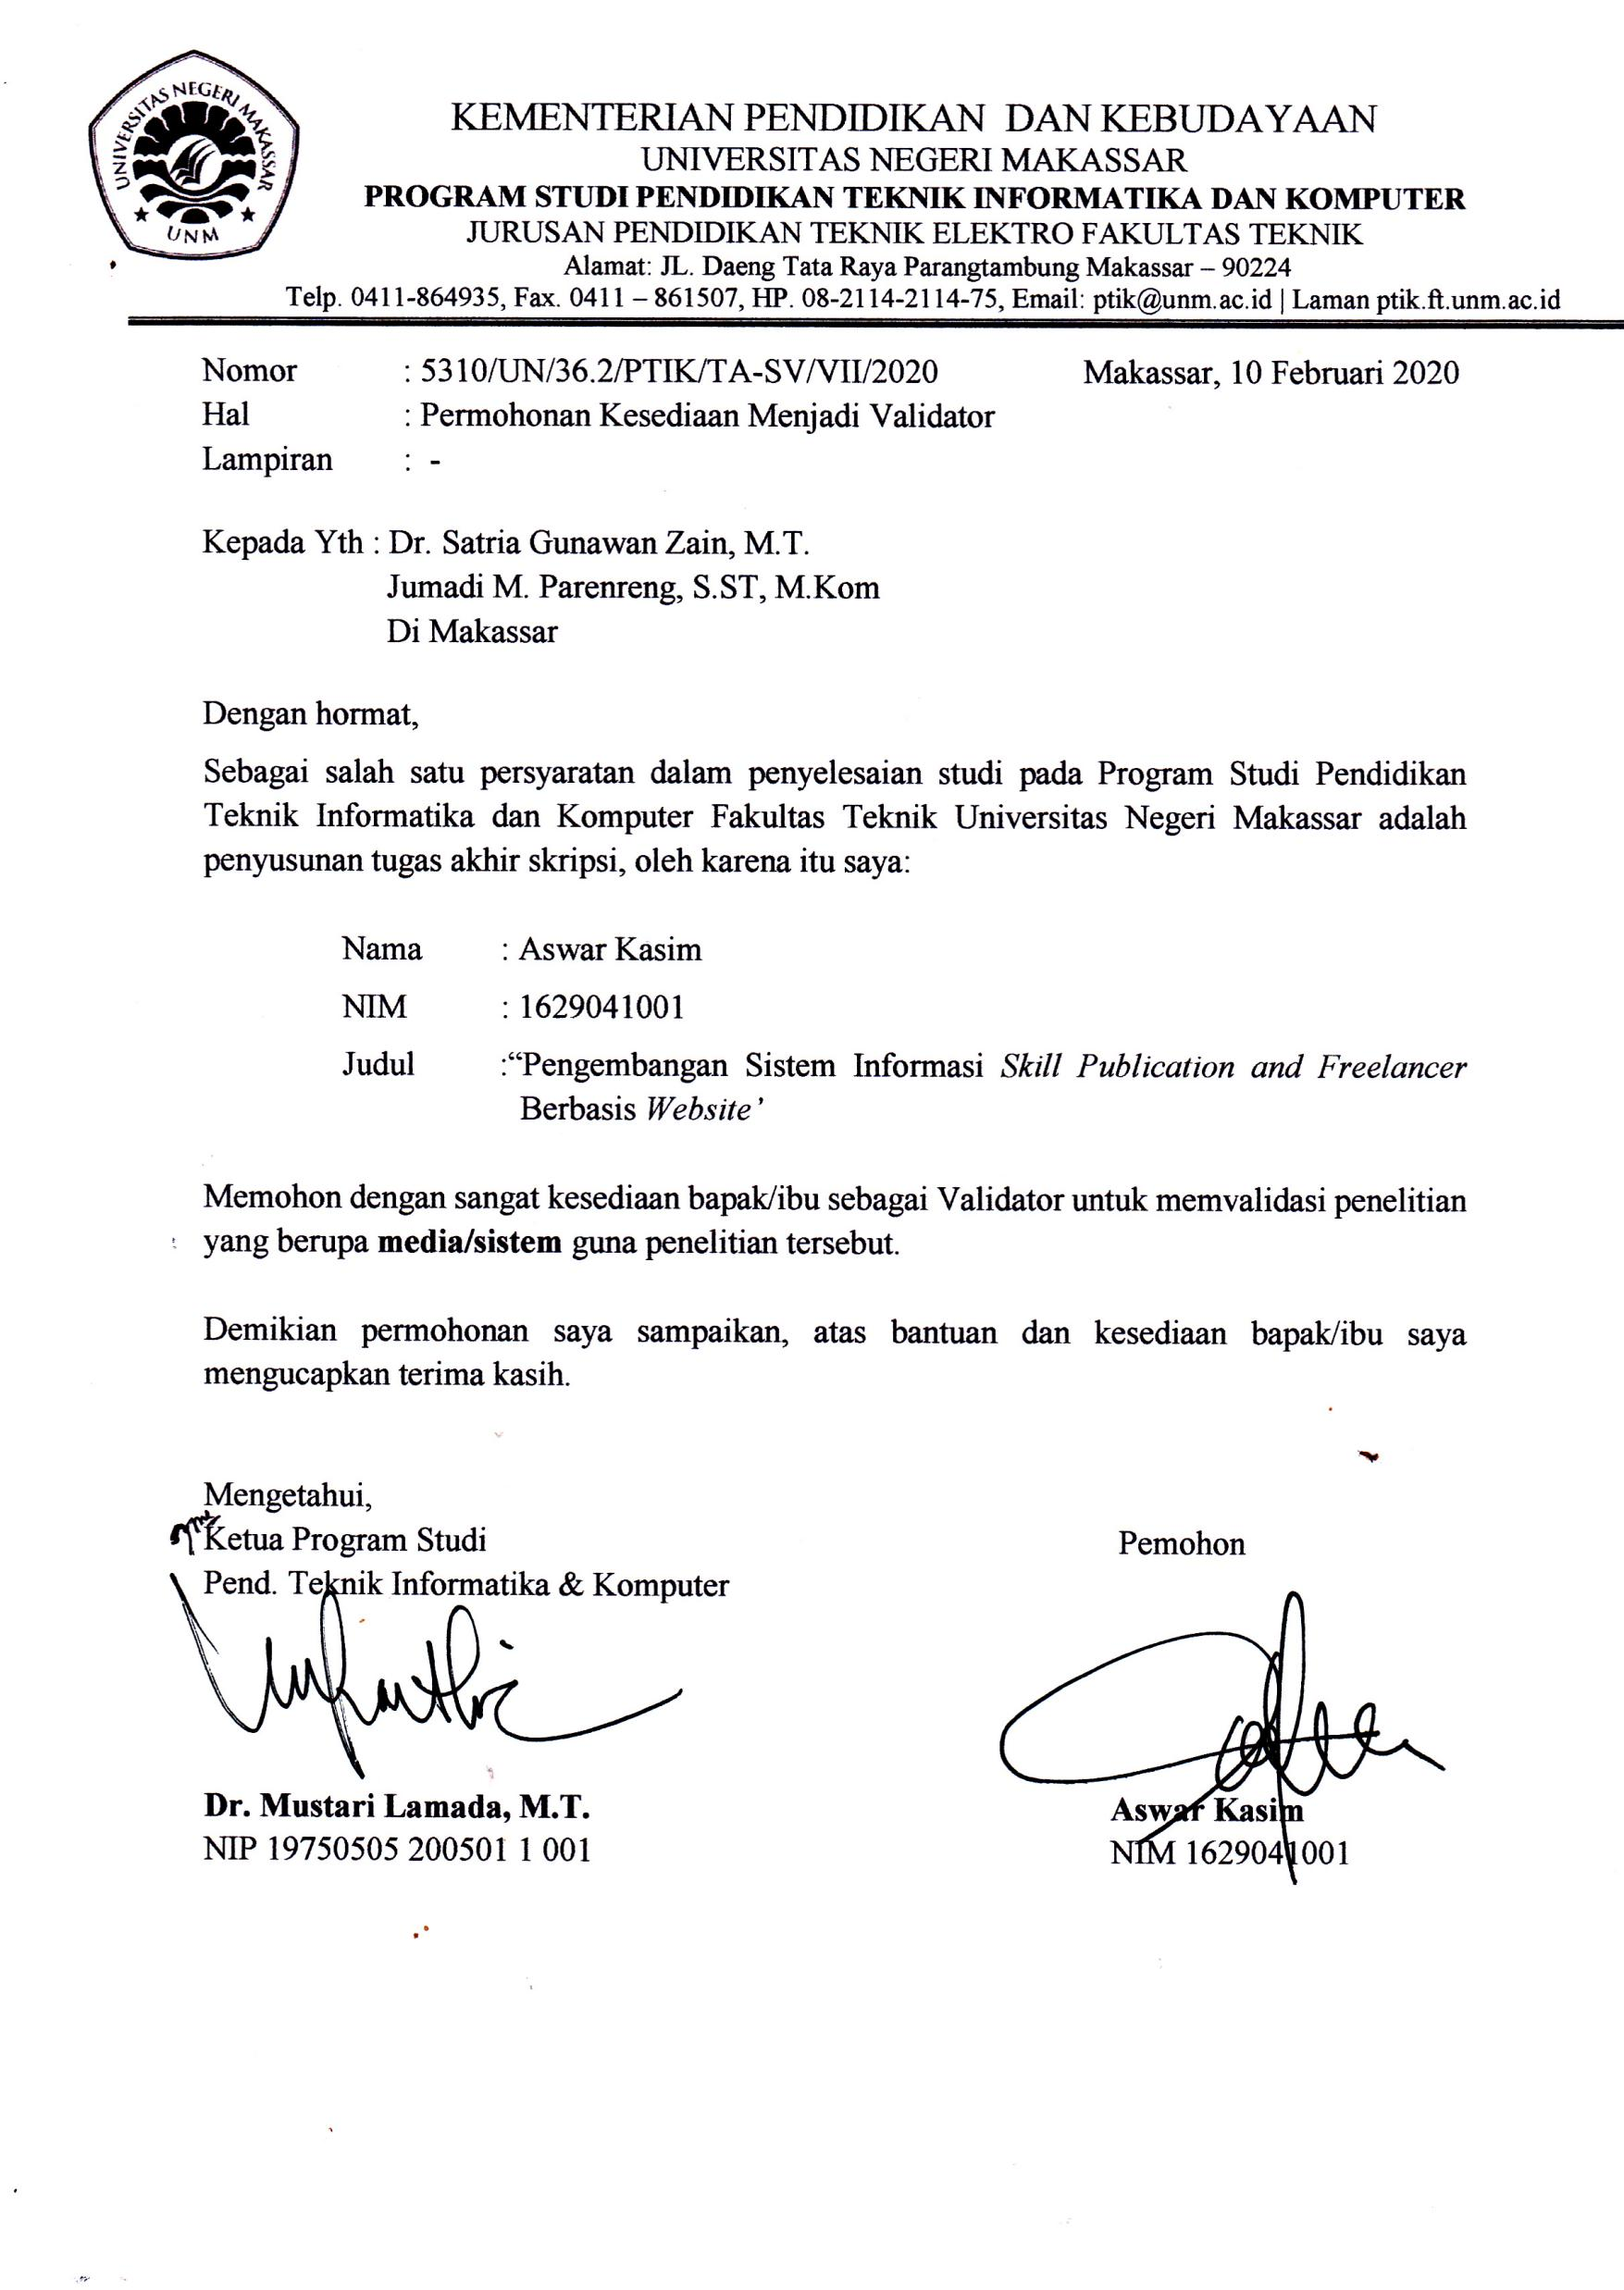 UNIVERSITAS NEGERI MAKASSAR
UNM
KEMENTERIAN PENDIDIKAN DAN KEBUDAYAAN
UNIVERSITAS NEGERI MAKASSAR
PROGRAM STUDI PENDIDIKAN TEKNIK INFORMATIKA DAN KOMPUTER
JURUSAN PENDIDIKAN TEKNIK ELEKTRO FAKULTAS TEKNIK
Alamat: JL. Daeng Tata Raya Parangtambung Makassar – 90224
Telp. 0411-864935, Fax. 0411 – 861507, HP. 08-2114-2114-75, Email: ptik@unm.ac.id | Laman ptik.ft.unm.ac.id
Nomor : 5310/UN/36.2/PTIK/TA-SV/VII/2020 Makassar, 10 Februari 2020
Hal : Permohonan Kesediaan Menjadi Validator
Lampiran : -
Kepada Yth : Dr. Satria Gunawan Zain, M.T.
Jumadi M. Parenreng, S.ST, M.Kom
Di Makassar
Dengan hormat,
Sebagai salah satu persyaratan dalam penyelesaian studi pada Program Studi Pendidikan
Teknik Informatika dan Komputer Fakultas Teknik Universitas Negeri Makassar adalah
penyusunan tugas akhir skripsi, oleh karena itu saya:
Nama : Aswar Kasim
NIM : 1629041001
Judul :“Pengembangan Sistem Informasi Skill Publication and Freelancer
Berbasis Website’
Memohon dengan sangat kesediaan bapak/ibu sebagai Validator untuk memvalidasi penelitian
yang berupa media/sistem guna penelitian tersebut.
Demikian permohonan saya sampaikan, atas bantuan dan kesediaan bapak/ibu saya
mengucapkan terima kasih.
Mengetahui,
Ketua Program Studi Pemohon
Pend. Teknik Informatika & Komputer
Dr. Mustari Lamada, M.T. Aswar Kasim
NIP 19750505 200501 1 001 NIM 1629041001